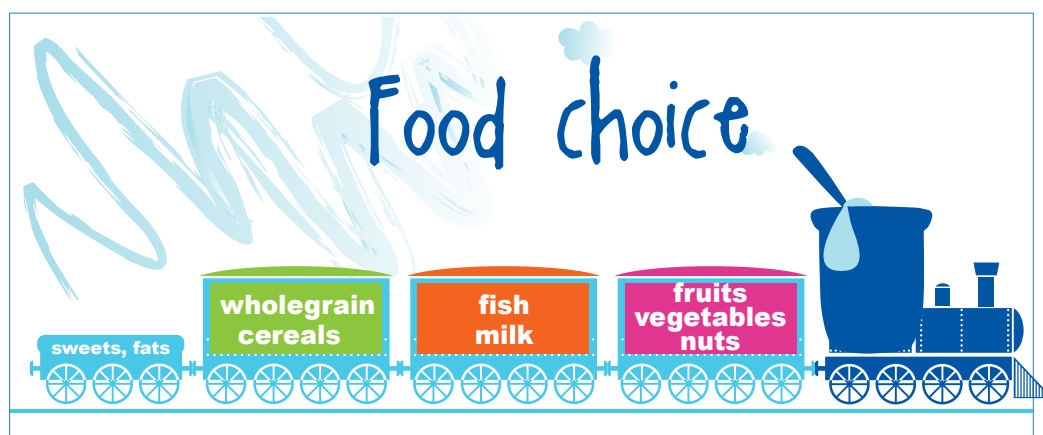 Food choice
sweets, fats
wholegrain
cereals
fish
milk
fruits
vegetables
nuts